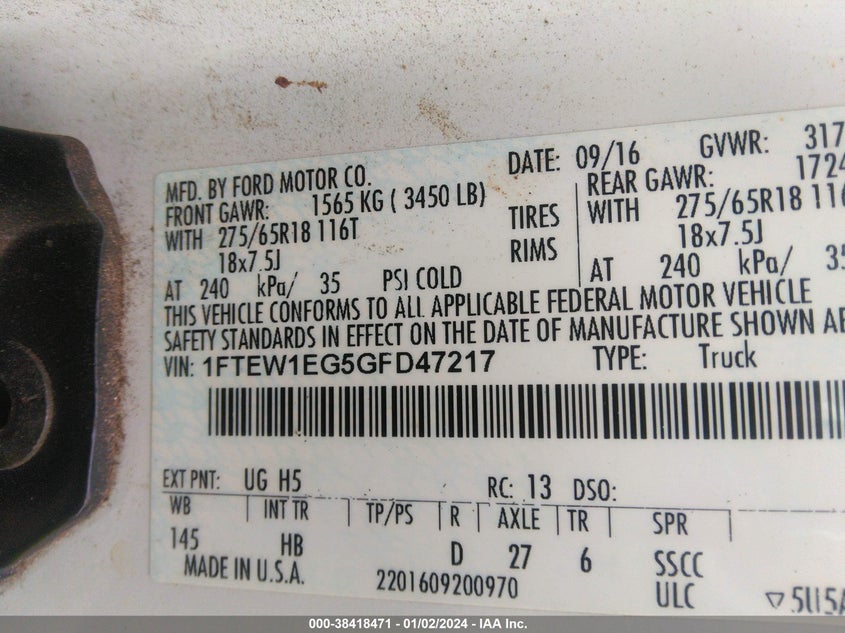 MFD. BY FORD MOTOR CO. DATE: 09/16 GVWR: 317
FRONT GAWR: 1565 KG ( 3450 LB) REAR GAWR: 1724
WITH 275/65R18 116T TIRES WITH 275/65R18 116
18x7.5J RIMS 18x7.5J
AT 240 kPa/ 35 PSI COLD AT 240 kPa/ 35
THIS VEHICLE CONFORMS TO ALL APPLICABLE FEDERAL MOTOR VEHICLE
SAFETY STANDARDS IN EFFECT ON THE DATE OF MANUFACTURE SHOWN
VIN: 1FTEW1EG5GFD47217 TYPE: Truck
EXT PNT: UG H5 RC: 13 DSO:
WB INT TR TP/PS R AXLE TR SPR
145 HB D 27 6 SSCC
MADE IN U.S.A. 2201609200970 ULC
000-38418471 - 01/02/2024 - IAA Inc.